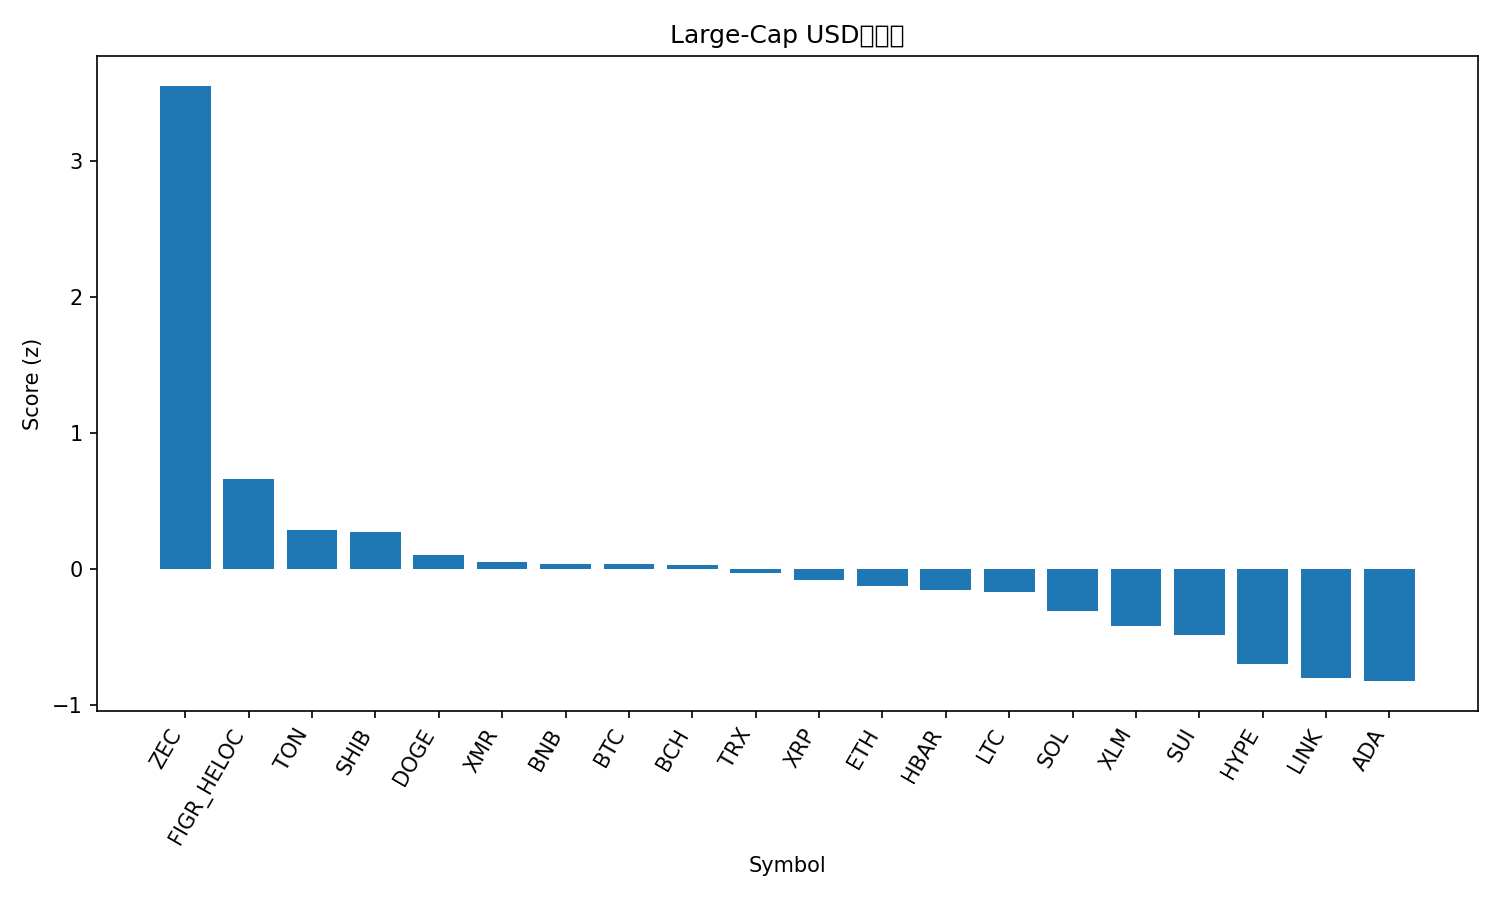 Large-Cap USD
Score (z)
3
2
1
0
−1
ZEC
FIGR_HELOC
TON
SHIB
DOGE
XMR
BNB
BTC
BCH
TRX
XRP
ETH
HBAR
LTC
SOL
XLM
SUI
HYPE
LINK
ADA
Symbol